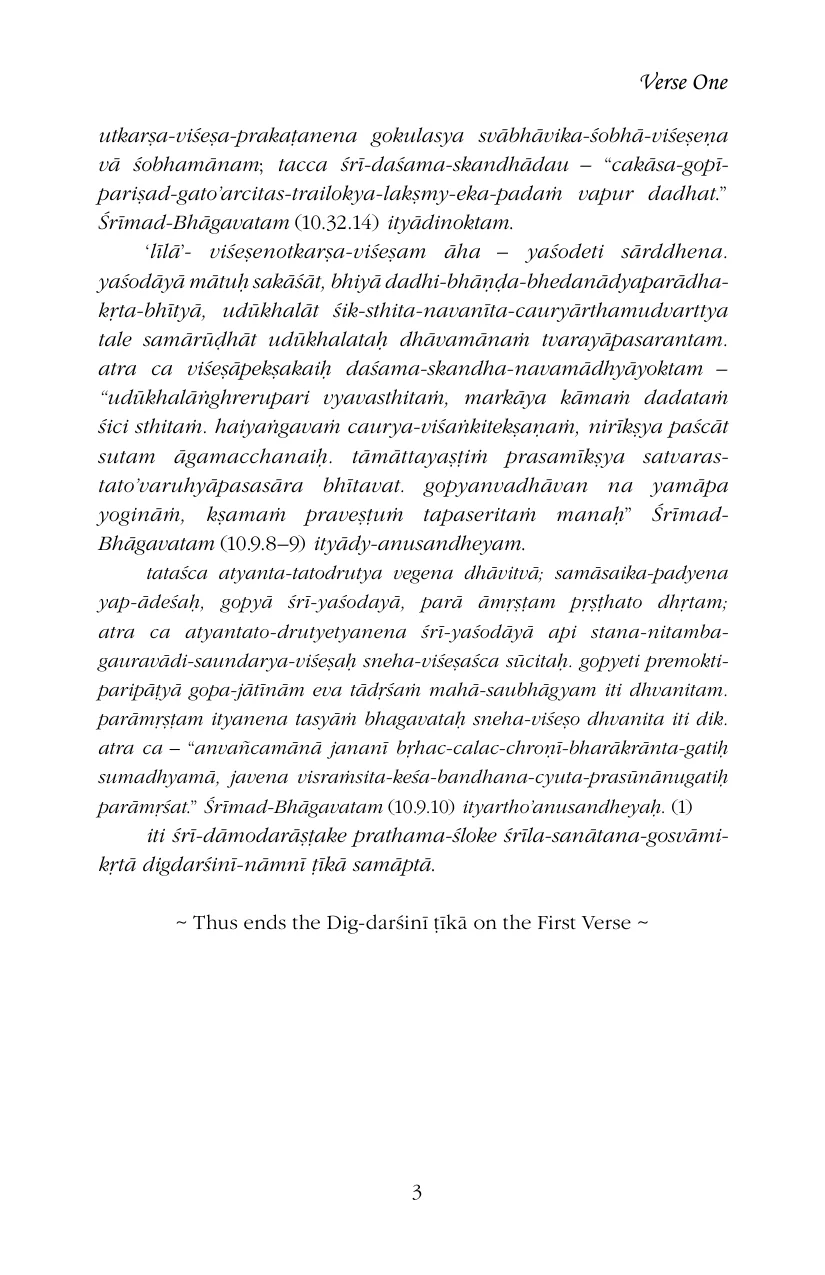 Verse One
utkarṣa-viśeṣa-prakaṭanena gokulasya svābhāvika-śobhā-viśeṣeṇa
vā śobhamānam; tacca śrī-daśama-skandhādau – “cakāsa-gopī-
pariṣad-gato’arcitas-trailokya-lakṣmy-eka-padaṁ vapur dadhat.”
Śrīmad-Bhāgavatam (10.32.14) ityādinoktam.
‘līlā’- viśeṣenotkarṣa-viśeṣam āha – yaśodeti sārddhena.
yaśodāyā mātuḥ sakāśāt, bhiyā dadhi-bhāṇḍa-bhedanādyaparādha-
kṛta-bhītyā, udūkhalāt śik-sthita-navanīta-cauryārthamudvarttya
tale samārūḍhāt udūkhalataḥ dhāvamānaṁ tvarayāpasarantam.
atra ca viśeṣāpekṣakaiḥ daśama-skandha-navamādhyāyoktam –
“udūkhalāṅghrerupari vyavasthitaṁ, markāya kāmaṁ dadataṁ
śici sthitaṁ. haiyaṅgavaṁ caurya-viśaṅkitekṣaṇaṁ, nirīkṣya paścāt
sutam āgamacchanaiḥ. tāmāttayaṣṭiṁ prasamīkṣya satvaras-
tato’varuhyāpasasāra bhītavat. gopyanvadhāvan na yamāpa
yogināṁ, kṣamaṁ praveṣṭuṁ tapaseritaṁ manaḥ” Śrīmad-
Bhāgavatam (10.9.8–9) ityādy-anusandheyam.
tataśca atyanta-tatodrutya vegena dhāvitvā; samāsaika-padyena
yap-ādeśaḥ, gopyā śrī-yaśodayā, parā āmṛṣṭam pṛṣṭhato dhṛtam;
atra ca atyantato-drutyetyanena śrī-yaśodāyā api stana-nitamba-
gauravādi-saundarya-viśeṣaḥ sneha-viśeṣaśca sūcitaḥ. gopyeti premokti-
paripāṭyā gopa-jātīnām eva tādṛśaṁ mahā-saubhāgyam iti dhvanitam.
parāmṛṣṭam ityanena tasyāṁ bhagavataḥ sneha-viśeṣo dhvanita iti dik.
atra ca – “anvañcamānā jananī bṛhac-calac-chroṇī-bharākrānta-gatiḥ
sumadhyamā, javena visraṁsita-keśa-bandhana-cyuta-prasūnānugatiḥ
parāmṛśat.” Śrīmad-Bhāgavatam (10.9.10) ityartho’anusandheyaḥ. (1)
iti śrī-dāmodarāṣṭake prathama-śloke śrīla-sanātana-gosvāmi-
kṛtā digdarśinī-nāmnī ṭīkā samāptā.
~ Thus ends the Dig-darśinī ṭīkā on the First Verse ~
3